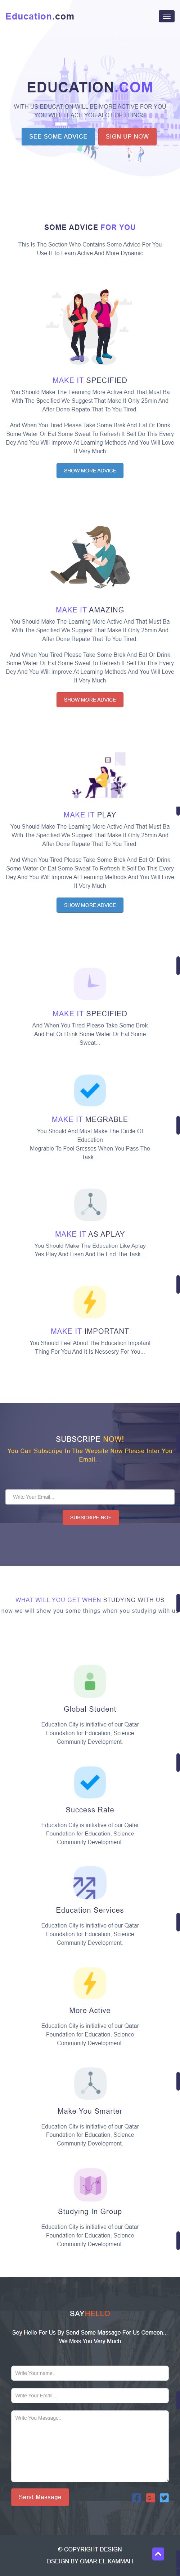 Education.com
EDUCATION.COM
WITH US EDUCATION WILL BE MORE ACTIVE FOR YOU
YOU WILL TEACH YOU ALOT OF THINGS
SEE SOME ADVICE
SIGN UP NOW
SOME ADVICE FOR YOU
This Is The Section Who Contains Some Advice For You
Use It To Learn Active And More Dynamic
MAKE IT SPECIFIED
You Should Make The Learning More Active And That Must Ba
With The Specified We Suggest That Make It Only 25min And
After Done Repate That To You Tired.
And When You Tired Please Take Some Brek And Eat Or Drink
Some Water Or Eat Some Sweat To Refresh It Self Do This Every
Dey And You Will Improve At Learning Methods And You Will Love
It Very Much
SHOW MORE ADVICE
MAKE IT AMAZING
You Should Make The Learning More Active And That Must Ba
With The Specified We Suggest That Make It Only 25min And
After Done Repate That To You Tired.
And When You Tired Please Take Some Brek And Eat Or Drink
Some Water Or Eat Some Sweat To Refresh It Self Do This Every
Dey And You Will Improve At Learning Methods And You Will Love
It Very Much
SHOW MORE ADVICE
MAKE IT PLAY
You Should Make The Learning More Active And That Must Ba
With The Specified We Suggest That Make It Only 25min And
After Done Repate That To You Tired.
And When You Tired Please Take Some Brek And Eat Or Drink
Some Water Or Eat Some Sweat To Refresh It Self Do This Every
Dey And You Will Improve At Learning Methods And You Will Love
It Very Much
SHOW MORE ADVICE
MAKE IT SPECIFIED
And When You Tired Please Take Some Brek
And Eat Or Drink Some Water Or Eat Some
Sweat...
MAKE IT MEGRABLE
You Should And Must Make The Circle Of
Education
Megrable To Feel Srcsses When You Pass The
Task...
MAKE IT AS APLAY
You Should Make The Education Like Aplay
Yes Play And Lisen And Be End The Task...
MAKE IT IMPORTANT
You Should Feel About The Education Impotant
Thing For You And It Is Nessesry For You...
SUBSCRIPE NOW!
You Can Subscripe In The Wepsite Now Please Inter You
Email...
Write Your Email...
SUBSCRIPE NOE
WHAT WILL YOU GET WHEN STUDYING WITH US
now we will show you some things when you studying with us
Global Student
Education City is initiative of our Qatar
Foundation for Education, Science
Community Development.
Success Rate
Education City is initiative of our Qatar
Foundation for Education, Science
Community Development.
Education Services
Education City is initiative of our Qatar
Foundation for Education, Science
Community Development.
More Active
Education City is initiative of our Qatar
Foundation for Education, Science
Community Development.
Make You Smarter
Education City is initiative of our Qatar
Foundation for Education, Science
Community Development.
Studying In Group
Education City is initiative of our Qatar
Foundation for Education, Science
Community Development.
SAYHELLO
Sey Hello For Us By Send Some Massage For Us Comeon...
We Miss You Very Much
Write Your name...
Write Your Email...
Write You Massage...
Send Massage
© COPYRIGHT DESIGN
DSEIGN BY OMAR EL-KAMMAH